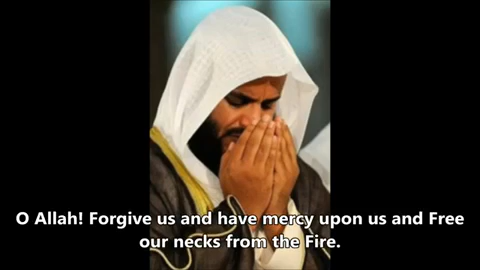 O Allah! Forgive us and have mercy upon us and Free
our necks from the Fire.